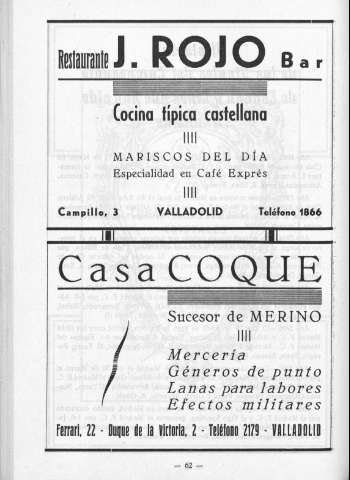 Restaurante J. ROJO Bar
Cocina típica castellana
MARISCOS DEL DÍA
Especialidad en Café Exprés
Campillo, 3 VALLADOLID Teléfono 1866
Casa COQUE
Sucesor de MERINO
Mercería
Géneros de punto
Lanas para labores
Efectos militares
Ferrari, 22 - Duque de la Victoria, 2 - Teléfono 2179 - VALLADOLID
— 62 —